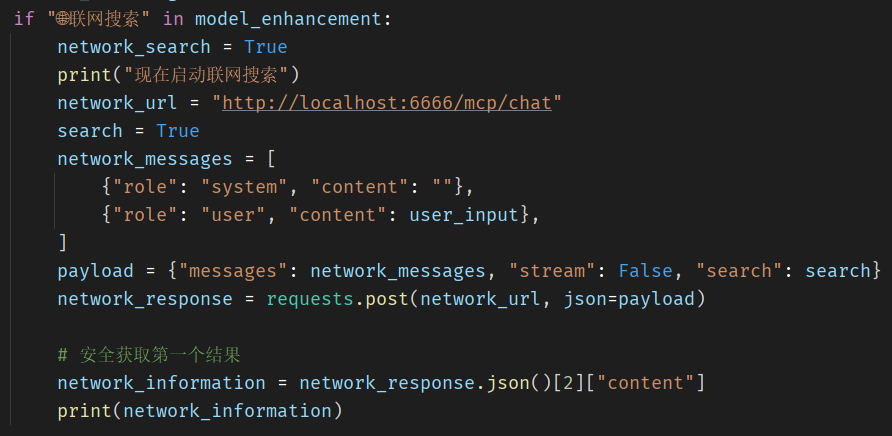 if "🌐联网搜索" in model_enhancement:
    network_search = True
    print("现在启动联网搜索")
    network_url = "http://localhost:6666/mcp/chat"
    search = True
    network_messages = [
        {"role": "system", "content": ""},
        {"role": "user", "content": user_input},
    ]
    payload = {"messages": network_messages, "stream": False, "search": search}
    network_response = requests.post(network_url, json=payload)

    # 安全获取第一个结果
    network_information = network_response.json()[2]["content"]
    print(network_information)